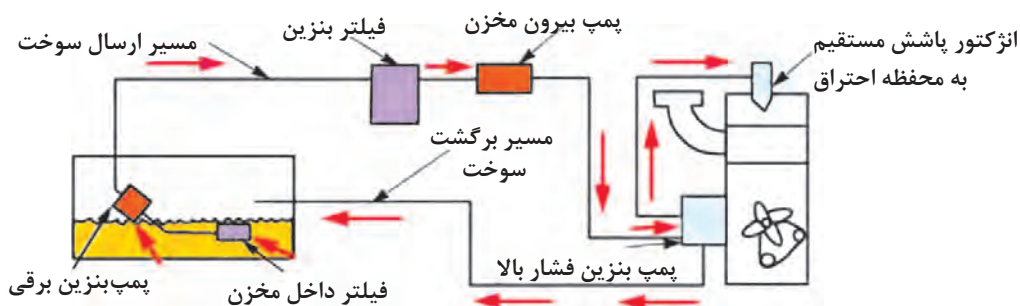 پمپ بیرون مخزن
فیلتر بنزین
مسیر ارسال سوخت
انژکتور پاشش مستقیم
به محفظه احتراق
مسیر برگشت
سوخت
پمپ بنزین فشار بالا
پمپ‌بنزین برقی
فیلتر داخل مخزن